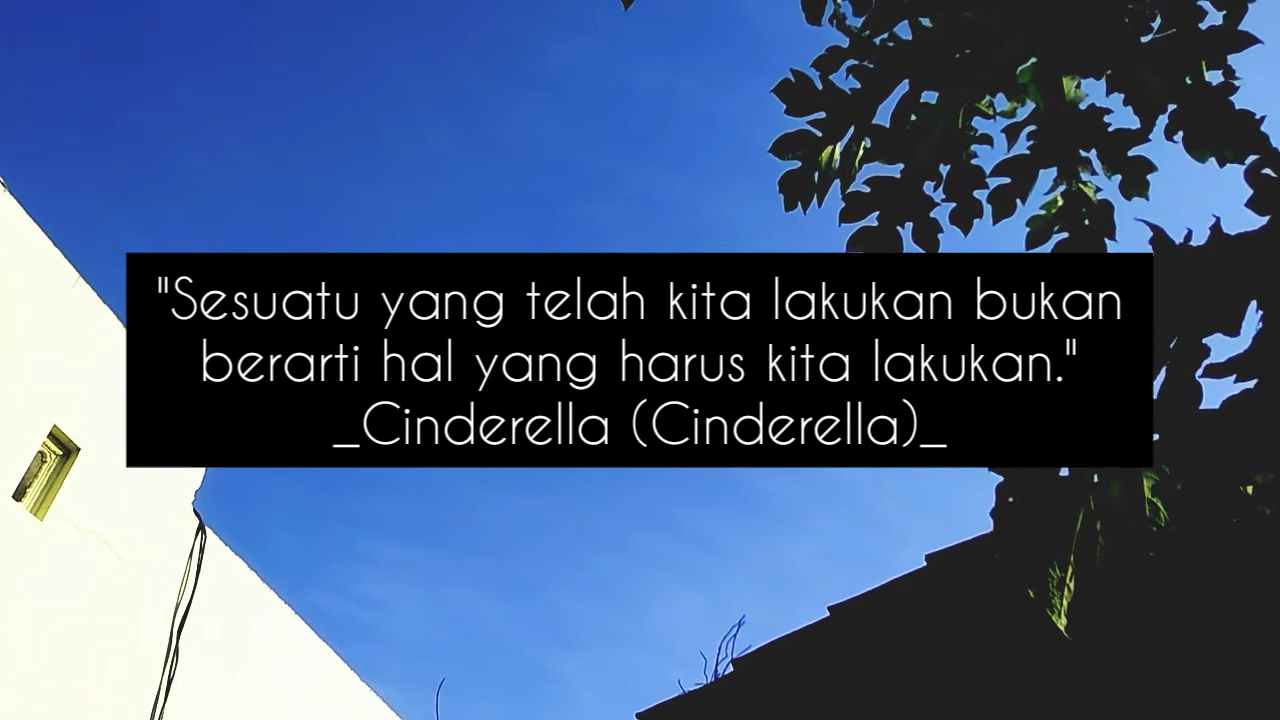 "Sesuatu yang telah kita lakukan bukan
berarti hal yang harus kita lakukan."
_Cinderella (Cinderella)_